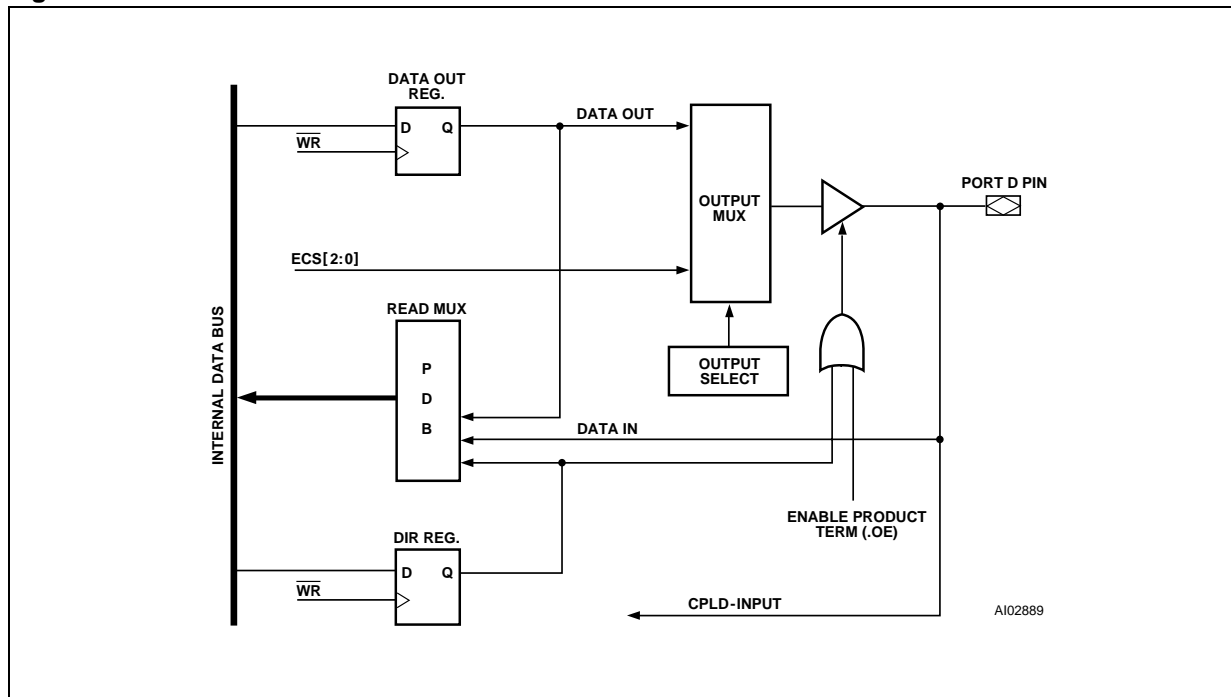 DATA OUT
REG.
D Q
WR
DATA OUT
OUTPUT
MUX
PORT D PIN
ECS[2:0]
READ MUX
P
D
B
INTERNAL DATA BUS
OUTPUT
SELECT
DATA IN
ENABLE PRODUCT
TERM (.OE)
DIR REG.
D Q
WR
CPLD-INPUT
AI02889